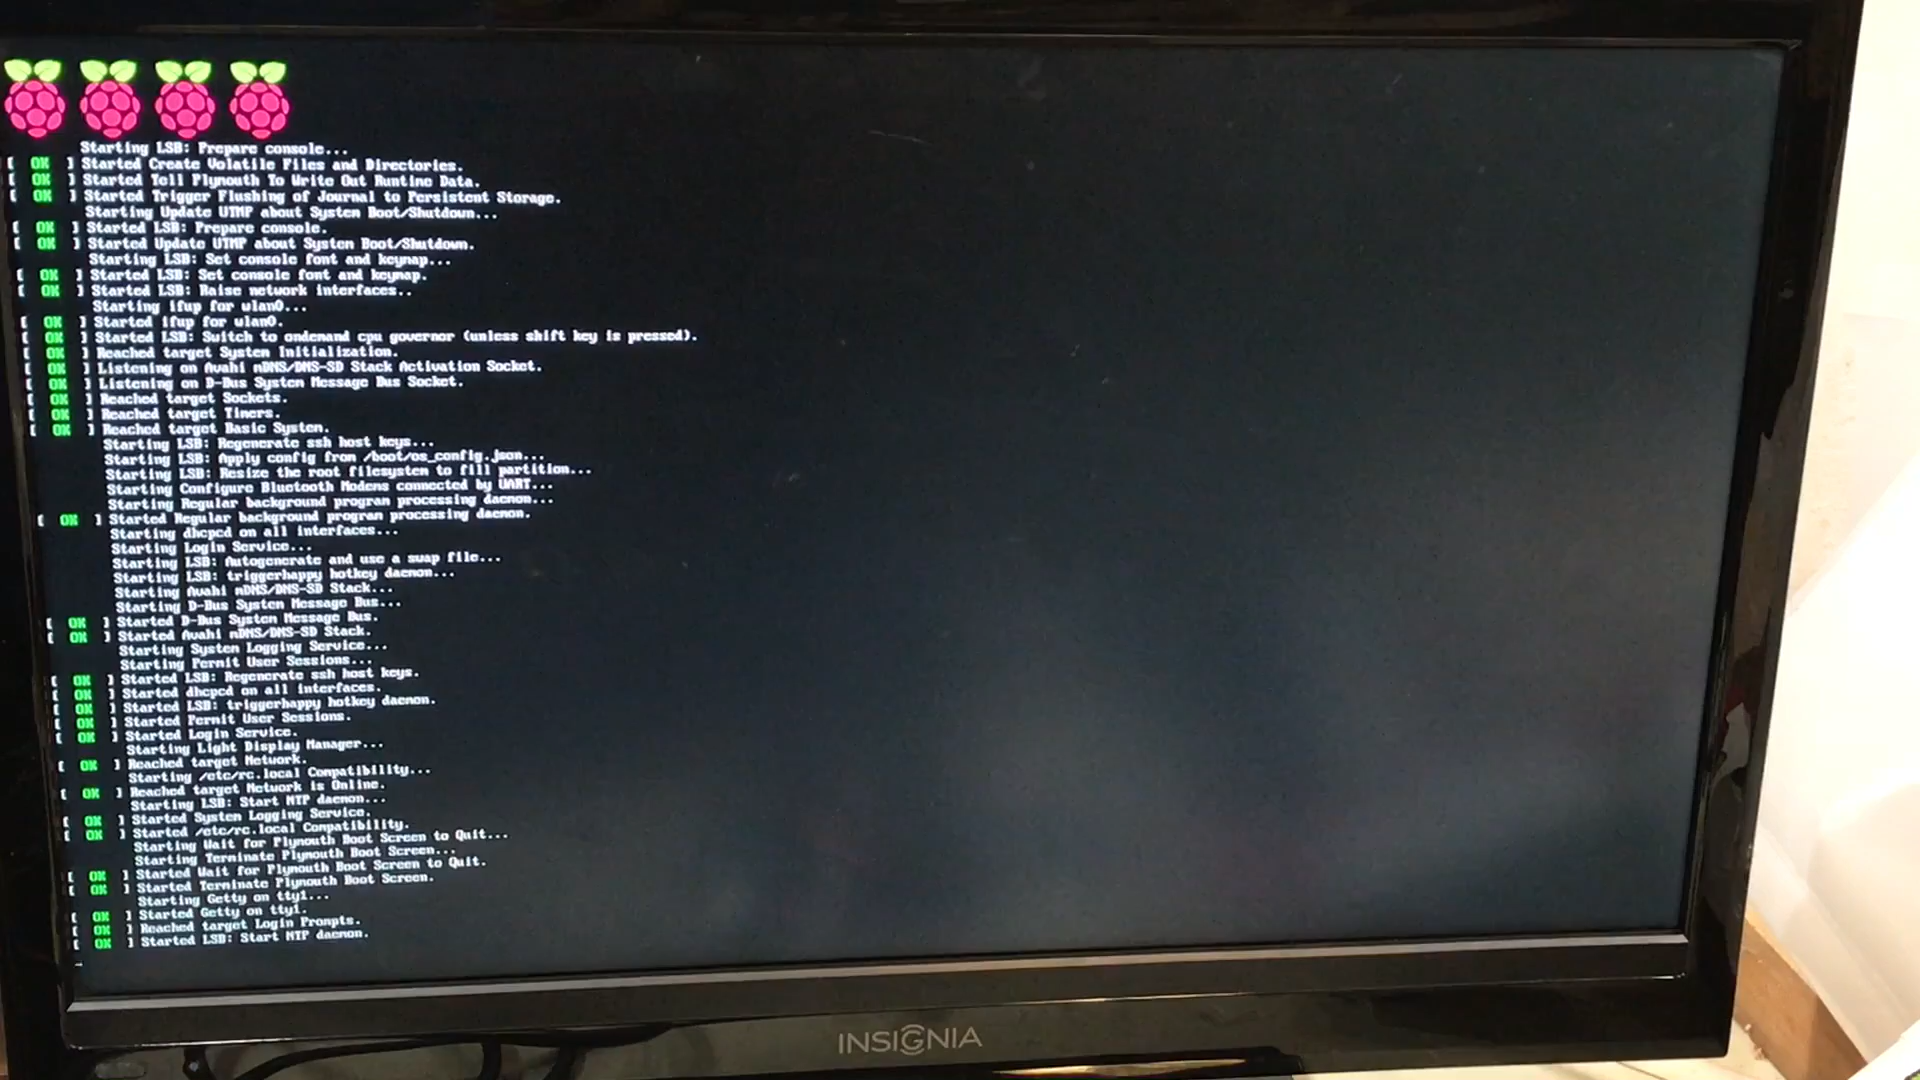 Starting LSB: Prepare console...
[ OK ] Started Create Volatile Files and Directories.
[ OK ] Started Tell Plymouth To Write Out Runtime Data.
[ OK ] Started Trigger Flushing of Journal to Persistent Storage.
Starting Update UTMP about System Boot/Shutdown...
[ OK ] Started LSB: Prepare console.
[ OK ] Started Update UTMP about System Boot/Shutdown.
Starting LSB: Set console font and keymap...
[ OK ] Started LSB: Set console font and keymap.
[ OK ] Started LSB: Raise network interfaces..
Starting ifup for wlan0...
[ OK ] Started ifup for wlan0.
[ OK ] Started LSB: Switch to ondemand cpu governor (unless shift key is pressed).
[ OK ] Reached target System Initialization.
[ OK ] Listening on Avahi mDNS/DNS-SD Stack Activation Socket.
[ OK ] Listening on D-Bus System Message Bus Socket.
[ OK ] Reached target Sockets.
[ OK ] Reached target Timers.
[ OK ] Reached target Basic System.
Starting LSB: Regenerate ssh host keys...
Starting LSB: Apply config from /boot/os_config.json...
Starting LSB: Resize the root filesystem to fill partition...
Starting Configure Bluetooth Modems connected by UART...
Starting Regular background program processing daemon...
[ OK ] Started Regular background program processing daemon.
Starting dhcpcd on all interfaces...
Starting Login Service...
Starting LSB: Autogenerate and use a swap file...
Starting LSB: triggerhappy hotkey daemon...
Starting Avahi mDNS/DNS-SD Stack...
Starting D-Bus System Message Bus...
[ OK ] Started D-Bus System Message Bus.
[ OK ] Started Avahi mDNS/DNS-SD Stack.
Starting System Logging Service...
Starting Permit User Sessions...
[ OK ] Started LSB: Regenerate ssh host keys.
[ OK ] Started dhcpcd on all interfaces.
[ OK ] Started LSB: triggerhappy hotkey daemon.
[ OK ] Started Permit User Sessions.
[ OK ] Started Login Service.
Starting Light Display Manager...
[ OK ] Reached target Network.
Starting /etc/rc.local Compatibility...
[ OK ] Reached target Network is Online.
Starting LSB: Start NTP daemon...
[ OK ] Started System Logging Service.
[ OK ] Started /etc/rc.local Compatibility.
Starting Wait for Plymouth Boot Screen to Quit...
Starting Terminate Plymouth Boot Screen...
[ OK ] Started Wait for Plymouth Boot Screen to Quit.
[ OK ] Started Terminate Plymouth Boot Screen.
Starting Getty on tty1...
[ OK ] Started Getty on tty1.
[ OK ] Reached target Login Prompts.
[ OK ] Started LSB: Start NTP daemon.
INSIGNIA